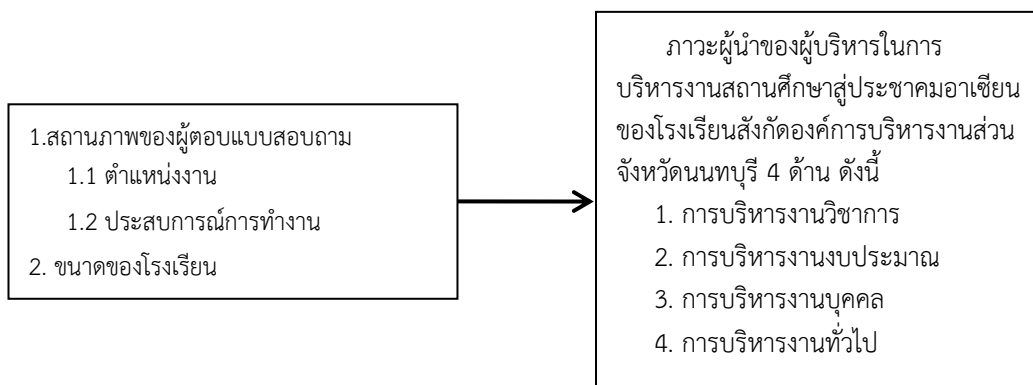 1.สถานภาพของผู้ตอบแบบสอบถาม
1.1 ตำแหน่งงาน
1.2 ประสบการณ์การทำงาน
2. ขนาดของโรงเรียน
ภาวะผู้นำของผู้บริหารในการ
บริหารงานสถานศึกษาสู่ประชาคมอาเซียน
ของโรงเรียนสังกัดองค์การบริหารงานส่วน
จังหวัดนนทบุรี 4 ด้าน ดังนี้
1. การบริหารงานวิชาการ
2. การบริหารงานงบประมาณ
3. การบริหารงานบุคคล
4. การบริหารงานทั่วไป